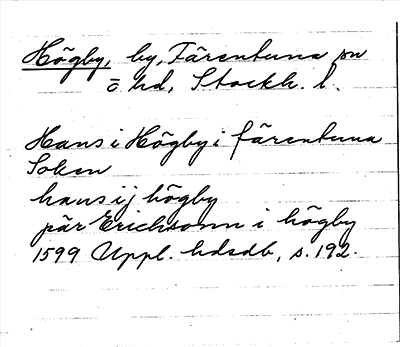 Högby, by, Färentuna sn
ö hd, Stockh. l.
Hans i Högby i färentuna
Soken
hans ij högby
pär Erichsonn i högby
1599 Uppl. hdsdb, s. 192.